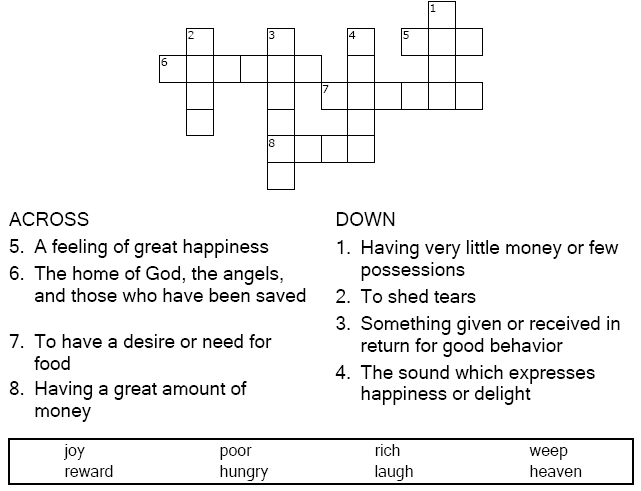 1
2 3 4 5
6
7
8
ACROSS
5. A feeling of great happiness
6. The home of God, the angels,
and those who have been saved
7. To have a desire or need for
food
8. Having a great amount of
money
DOWN
1. Having very little money or few
possessions
2. To shed tears
3. Something given or received in
return for good behavior
4. The sound which expresses
happiness or delight
joy poor rich weep
reward hungry laugh heaven